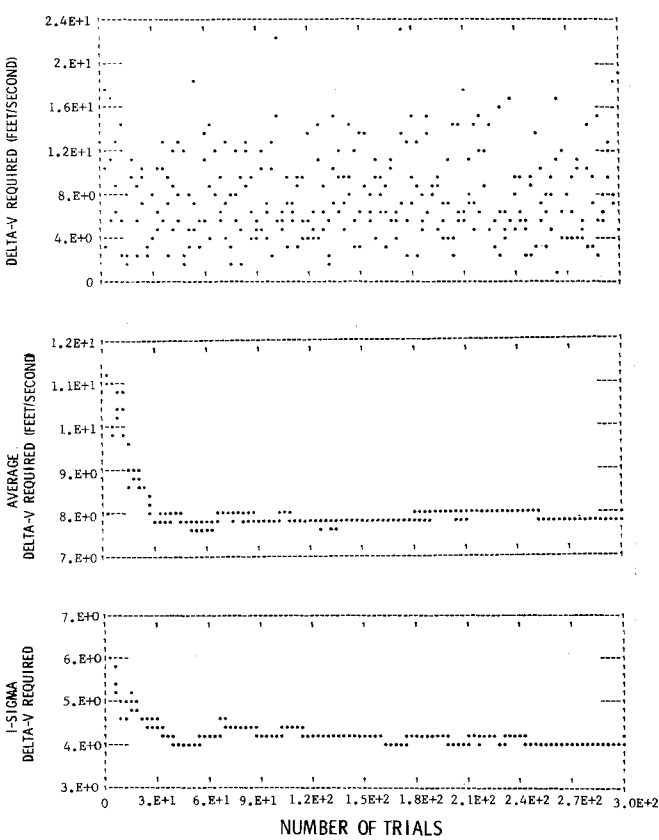 2.4E+1
2.E+1
1.6E+1
1.2E+1
8.E+0
4.E+0
0
DELTA-V REQUIRED (FEET/SECOND)
1.2E+1
1.1E+1
1.E+1
9.E+0
8.E+0
7.E+0
AVERAGE
DELTA-V REQUIRED (FEET/SECOND)
7.E+0
6.E+0
5.E+0
4.E+0
3.E+0
1-SIGMA
DELTA-V REQUIRED
0 3.E+1 6.E+1 9.E+1 1.2E+2 1.5E+2 1.8E+2 2.1E+2 2.4E+2 2.7E+2 3.0E+2
NUMBER OF TRIALS